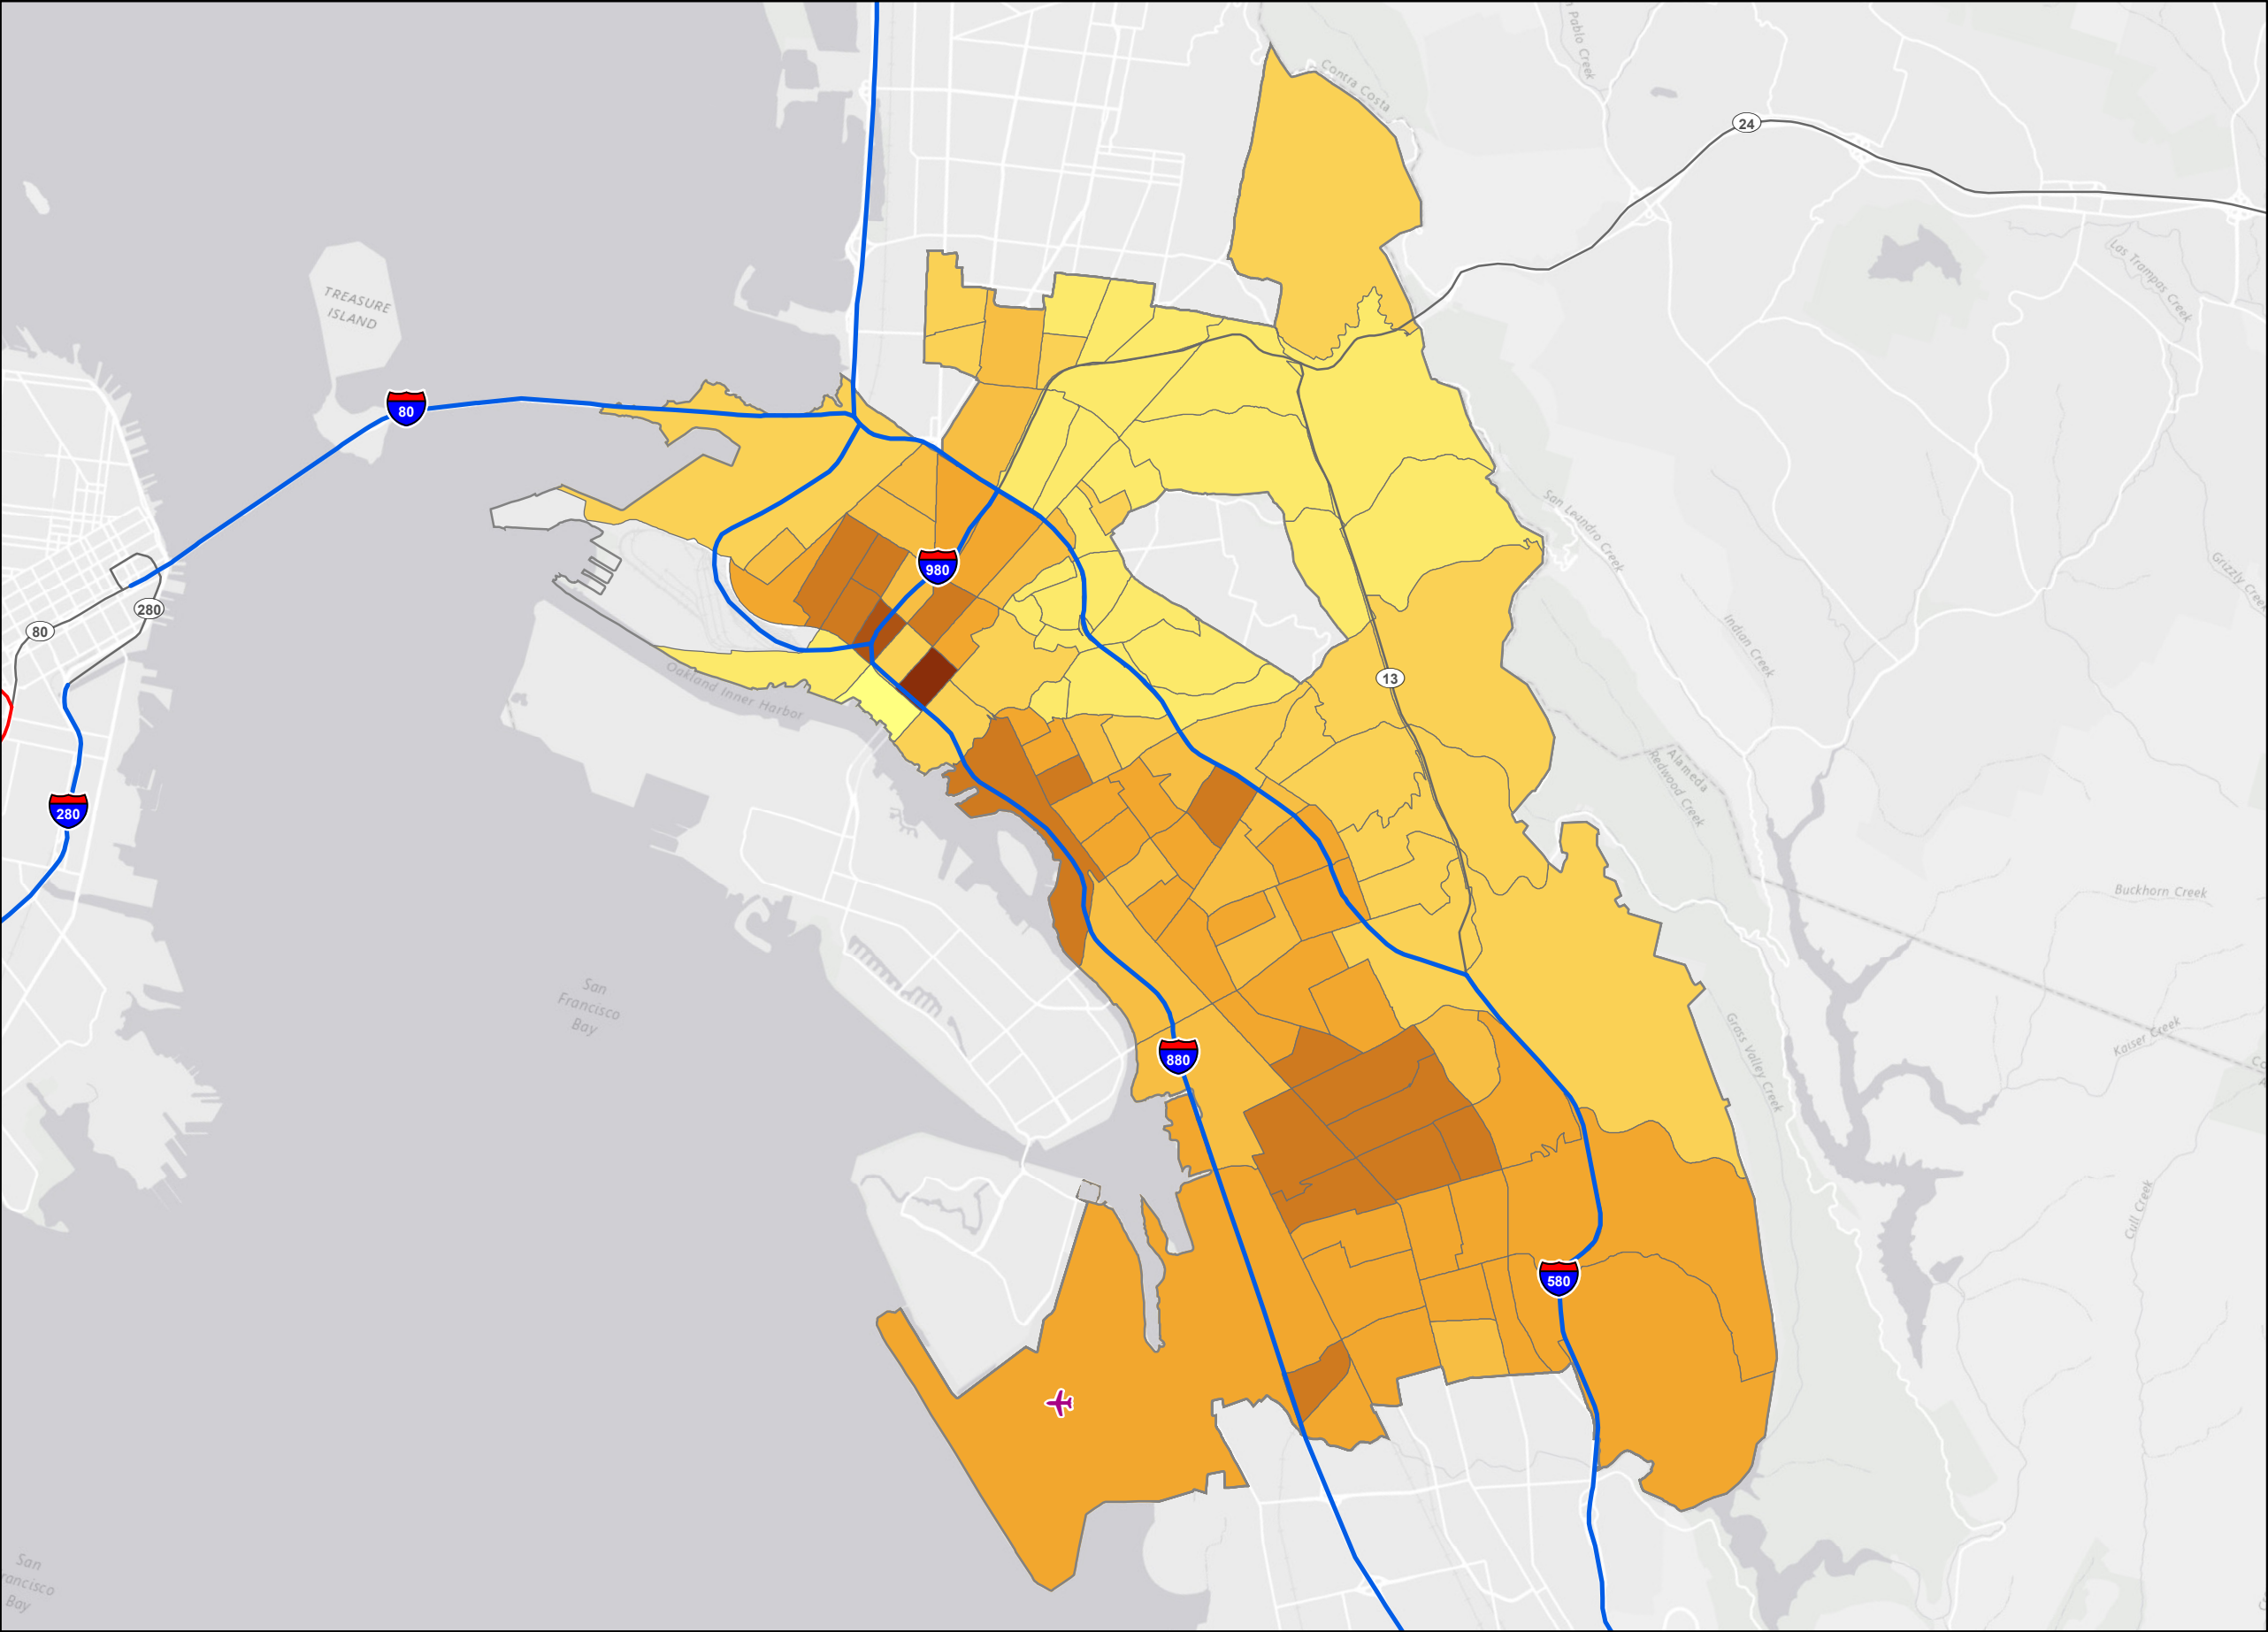 Pablo Creek
Contra Costa
24
Las Trampas Creek
TREASURE
ISLAND
80
San Leandro Creek
Grizzly Creek
980
280
80
Indian Creek
13
Oakland Inner Harbor
Alameda
Redwood Creek
280
Buckhorn Creek
San
Francisco
Bay
Grass Valley Creek
Kaiser Creek
880
Cull Creek
580
San
rancisco
Bay